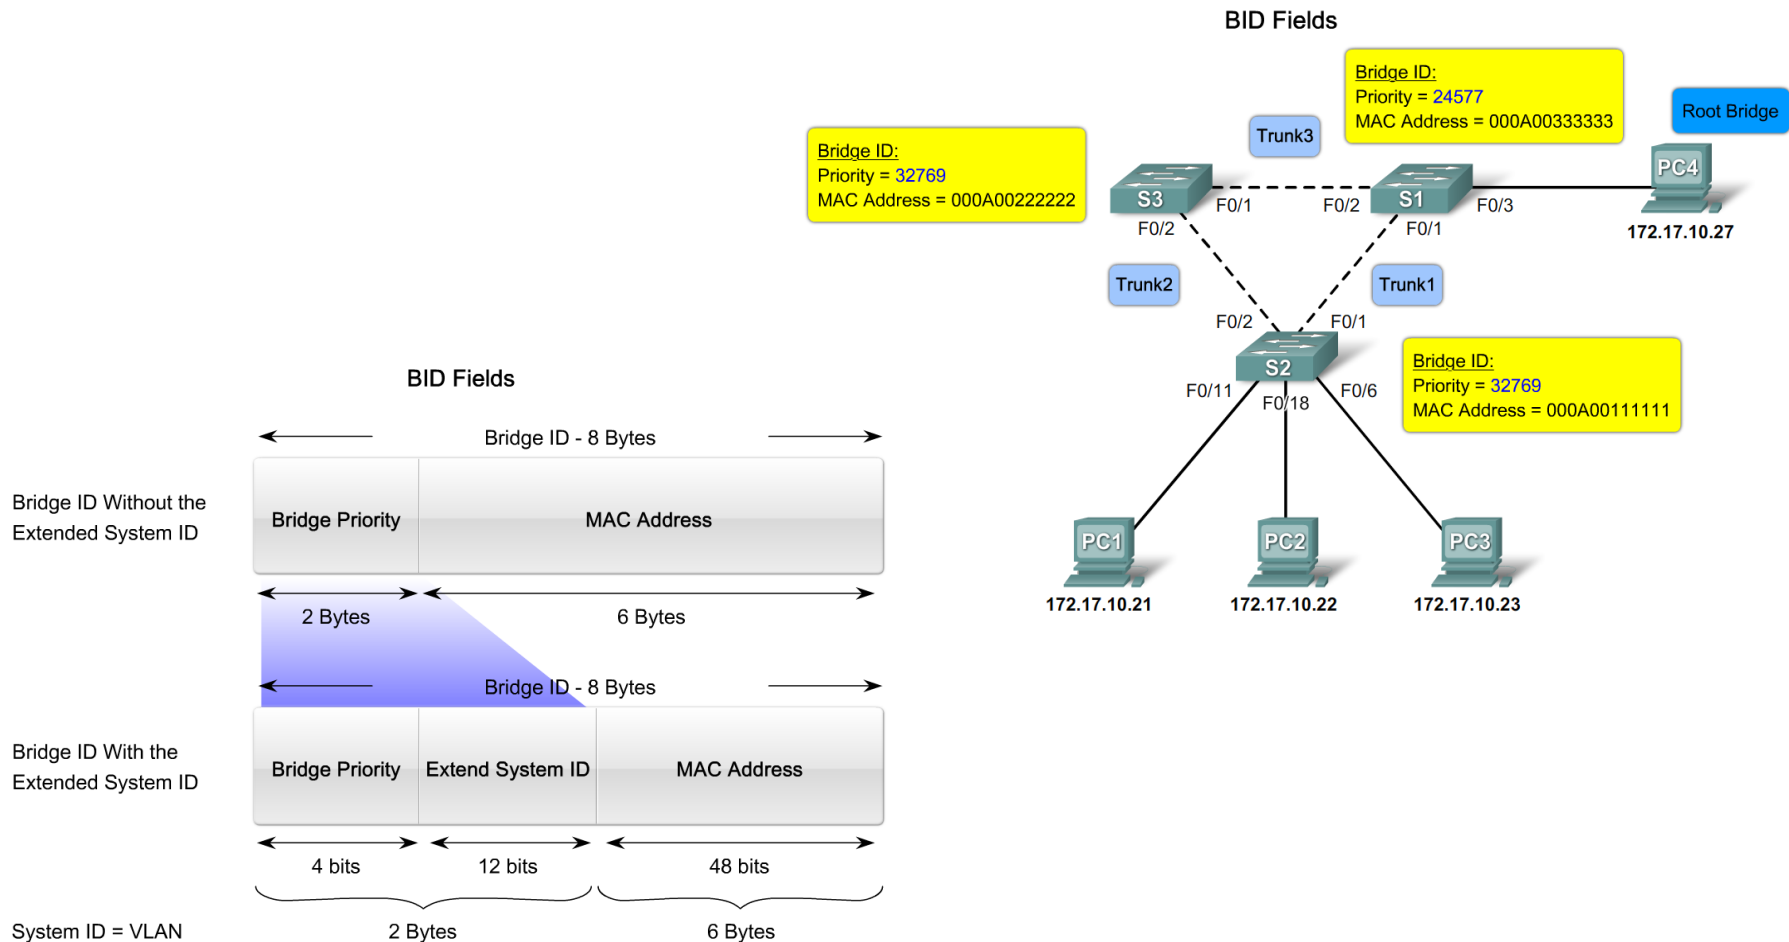 BID Fields
Bridge ID:
Priority = 24577
MAC Address = 000A00333333
Root Bridge
Trunk3
Bridge ID:
Priority = 32769
MAC Address = 000A00222222
S3
F0/1
F0/2
S1
F0/3
PC4
F0/2
F0/1
172.17.10.27
Trunk2
Trunk1
F0/2
F0/1
S2
Bridge ID:
Priority = 32769
MAC Address = 000A00111111
F0/11
F0/18
F0/6
PC1
PC2
PC3
172.17.10.21
172.17.10.22
172.17.10.23
BID Fields
Bridge ID - 8 Bytes
Bridge ID Without the
Extended System ID
Bridge Priority
MAC Address
2 Bytes
6 Bytes
Bridge ID - 8 Bytes
Bridge ID With the
Extended System ID
Bridge Priority
Extend System ID
MAC Address
4 bits
12 bits
48 bits
System ID = VLAN
2 Bytes
6 Bytes